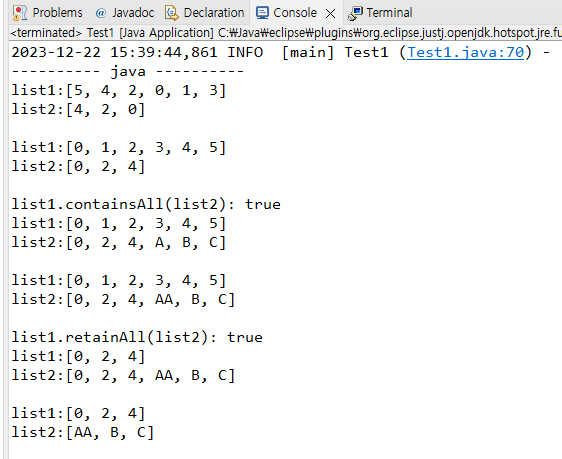 Problems @ Javadoc Declaration Console Terminal
<terminated> Test1 [Java Application] C:₩Java₩eclipse₩plugins₩org.eclipse.justj.openjdk.hotspot.jre.fu
2023-12-22 15:39:44,861 INFO  [main] Test1 (Test1.java:70) -
---------- java ----------
list1:[5, 4, 2, 0, 1, 3]
list2:[4, 2, 0]
list1:[0, 1, 2, 3, 4, 5]
list2:[0, 2, 4]
list1.containsAll(list2): true
list1:[0, 1, 2, 3, 4, 5]
list2:[0, 2, 4, A, B, C]
list1:[0, 1, 2, 3, 4, 5]
list2:[0, 2, 4, AA, B, C]
list1.retainAll(list2): true
list1:[0, 2, 4]
list2:[0, 2, 4, AA, B, C]
list1:[0, 2, 4]
list2:[AA, B, C]